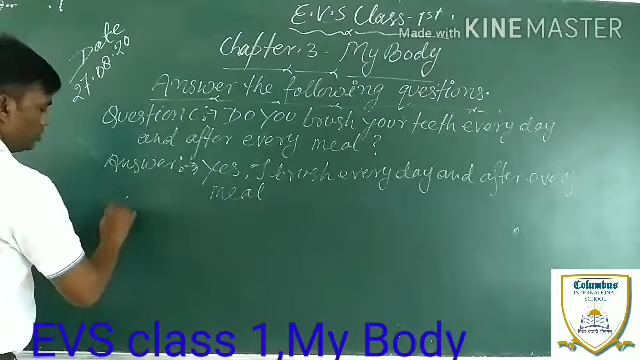 E.V.S Class-1st.
Made with KINEMASTER
Date
27.08.20
Chapter.3. My Body
Answer the following questions.
Question(:→ Do you brush your teeth every day
and after every meal?
Answer:→ Yes, I brush every day and after every
meal
Columbus
INTERNATIONAL
SCHOOL
EVS class 1,My Body